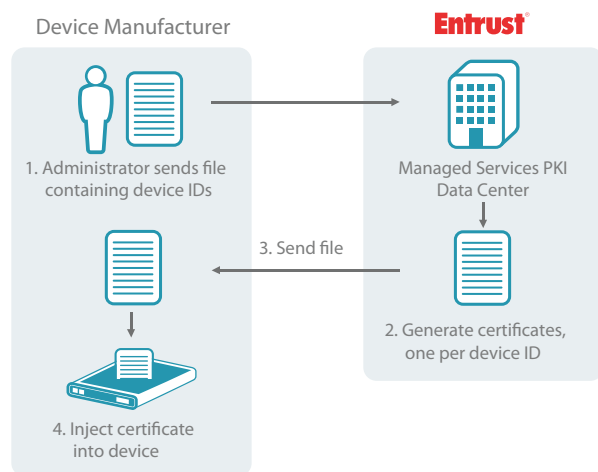 Device Manufacturer
Entrust®
1. Administrator sends file
containing device IDs
Managed Services PKI
Data Center
3. Send file
2. Generate certificates,
one per device ID
4. Inject certificate
into device